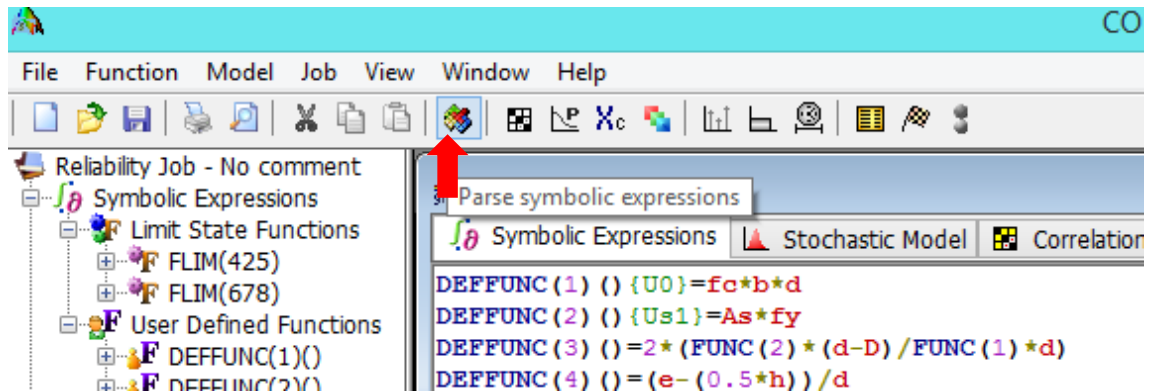 CO
File Function Model Job View Window Help
Reliability Job - No comment
Symbolic Expressions
Limit State Functions
FLIM(425)
FLIM(678)
User Defined Functions
DEFFUNC(1)()
DEFFUNC(2)()
Parse symbolic expressions
Symbolic Expressions Stochastic Model Correlation
DEFFUNC(1)(){U0}=fc*b*d
DEFFUNC(2)(){Us1}=As*fy
DEFFUNC(3)()=2*(FUNC(2)*(d-D)/FUNC(1)*d)
DEFFUNC(4)()=(e-(0.5*h))/d